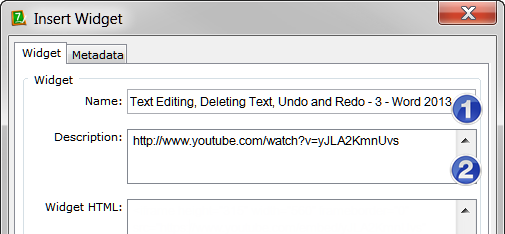 Insert Widget
Widget Metadata
Widget
Name: Text Editing, Deleting Text, Undo and Redo - 3 - Word 2013
1
Description: http://www.youtube.com/watch?v=yJLA2KmnUvs
2
Widget HTML: